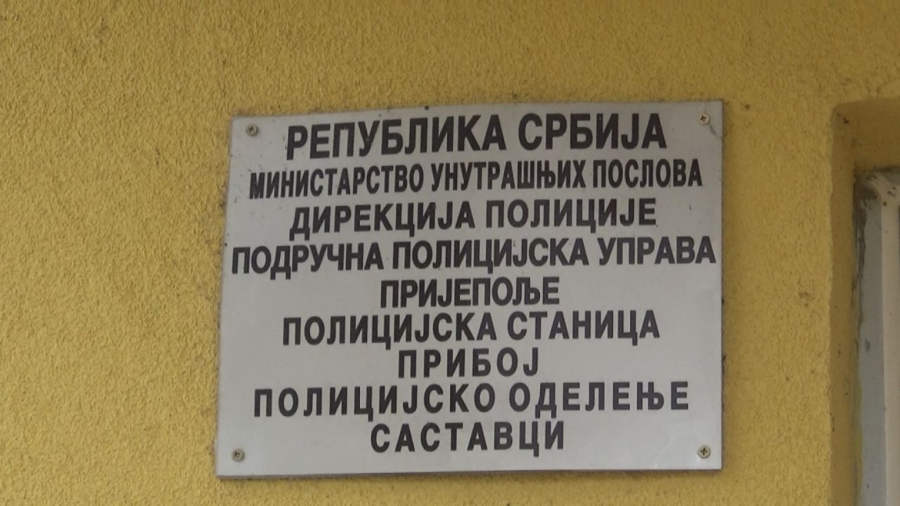 РЕПУБЛИКА СРБИЈА
МИНИСТАРСТВО УНУТРАШЊИХ ПОСЛОВА
ДИРЕКЦИЈА ПОЛИЦИЈЕ
ПОДРУЧНА ПОЛИЦИЈСКА УПРАВА
ПРИЈЕПОЉЕ
ПОЛИЦИЈСКА СТАНИЦА
ПРИБОЈ
ПОЛИЦИЈСКО ОДЕЛЕЊЕ
САСТАВЦИ